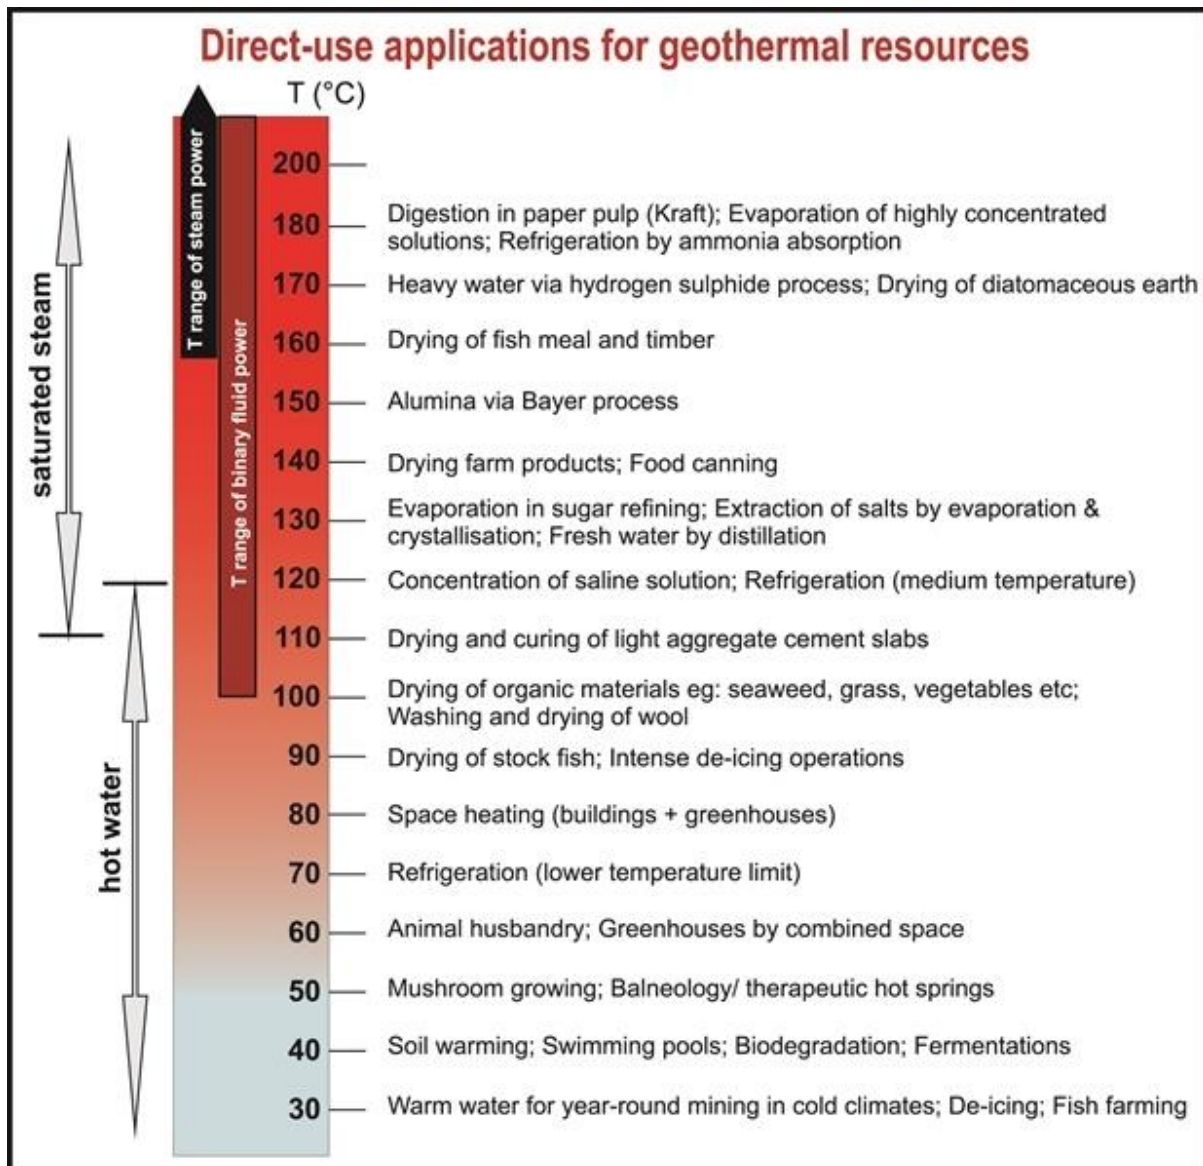 Direct-use applications for geothermal resources
T (°C)
T range of steam power
T range of binary fluid power
saturated steam
hot water
200
180 Digestion in paper pulp (Kraft); Evaporation of highly concentrated
solutions; Refrigeration by ammonia absorption
170 Heavy water via hydrogen sulphide process; Drying of diatomaceous earth
160 Drying of fish meal and timber
150 Alumina via Bayer process
140 Drying farm products; Food canning
130 Evaporation in sugar refining; Extraction of salts by evaporation &
crystallisation; Fresh water by distillation
120 Concentration of saline solution; Refrigeration (medium temperature)
110 Drying and curing of light aggregate cement slabs
100 Drying of organic materials eg: seaweed, grass, vegetables etc;
Washing and drying of wool
90 Drying of stock fish; Intense de-icing operations
80 Space heating (buildings + greenhouses)
70 Refrigeration (lower temperature limit)
60 Animal husbandry; Greenhouses by combined space
50 Mushroom growing; Balneology/ therapeutic hot springs
40 Soil warming; Swimming pools; Biodegradation; Fermentations
30 Warm water for year-round mining in cold climates; De-icing; Fish farming